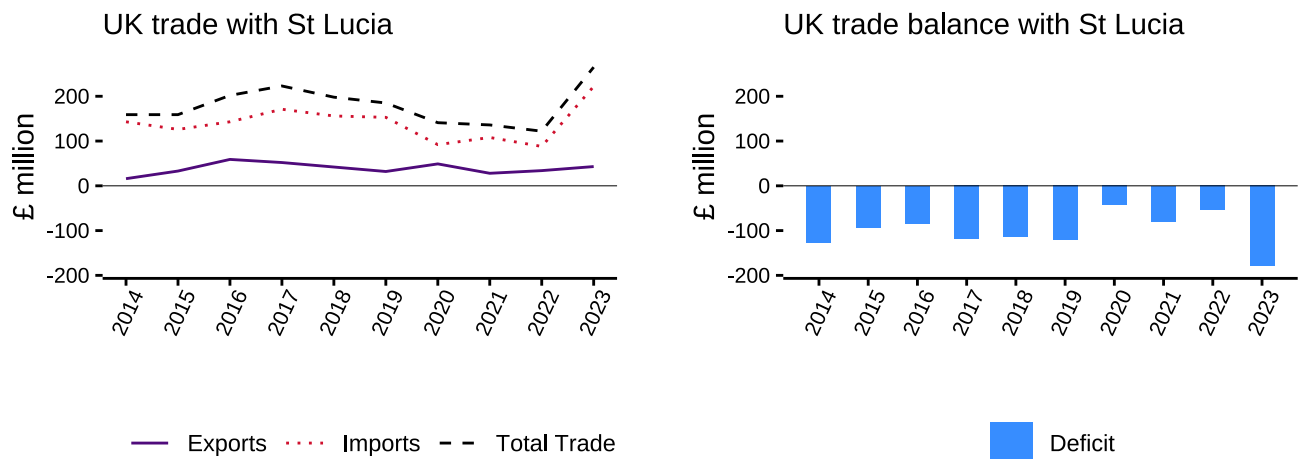 UK trade with St Lucia
£ million
200
100
0
-100
-200
2014 2015 2016 2017 2018 2019 2020 2021 2022 2023
Exports Imports Total Trade
UK trade balance with St Lucia
£ million
200
100
0
-100
-200
2014 2015 2016 2017 2018 2019 2020 2021 2022 2023
Deficit